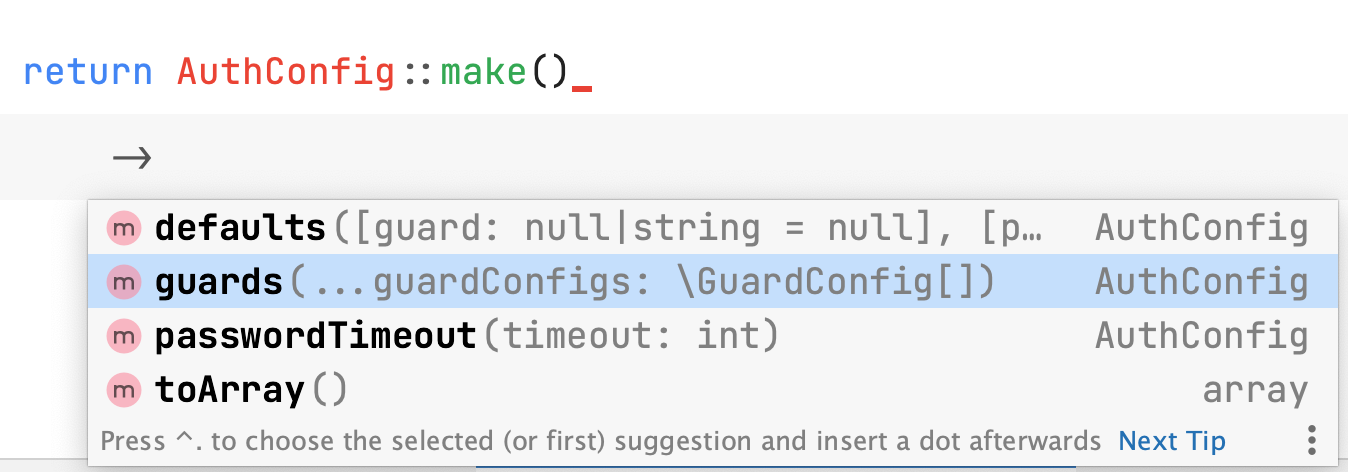 return AuthConfig::make()
→
m defaults([guard: null|string = null], [p… AuthConfig
m guards(...guardConfigs: \GuardConfig[]) AuthConfig
m passwordTimeout(timeout: int) AuthConfig
m toArray() array
Press ^. to choose the selected (or first) suggestion and insert a dot afterwards Next Tip